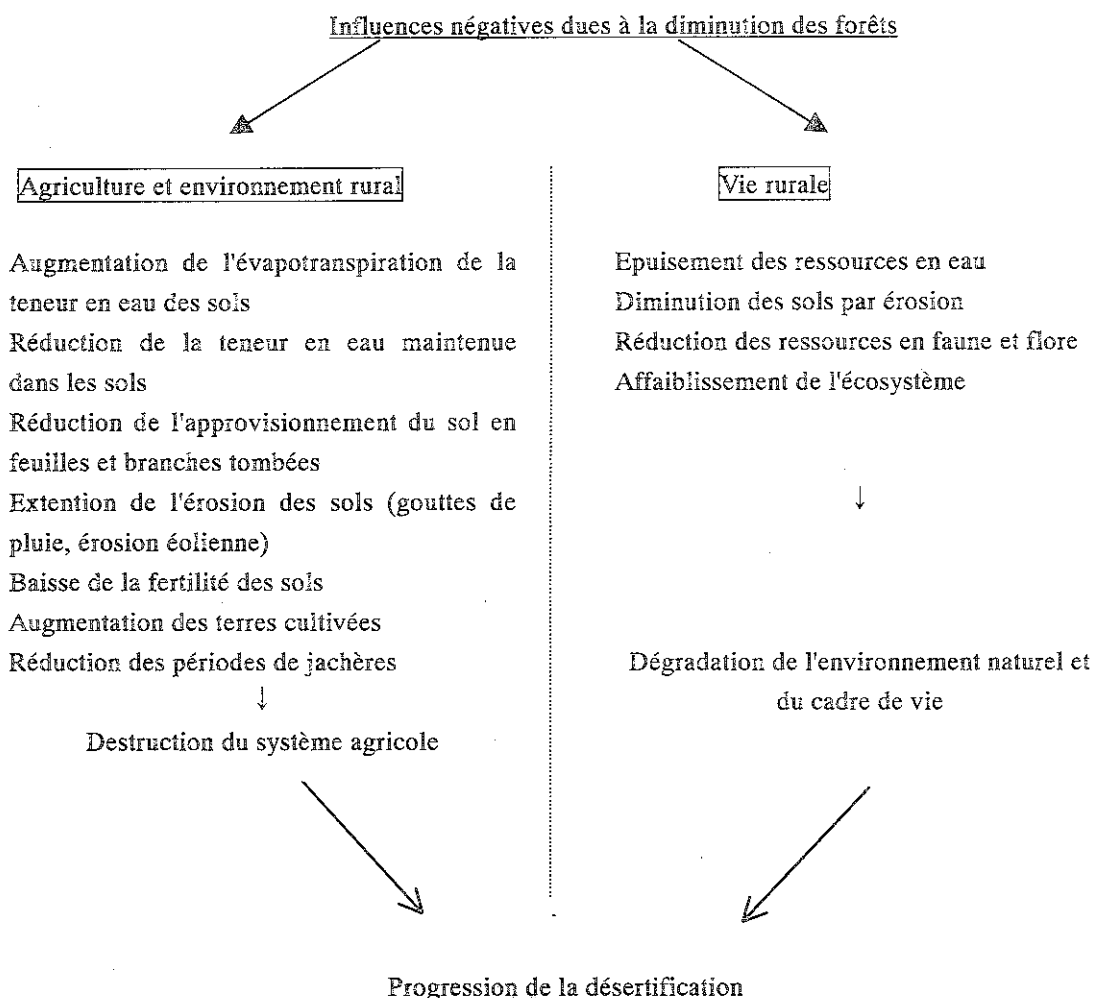 Influences négatives dues à la diminution des forêts
Agriculture et environnement rural
Augmentation de l'évapotranspiration de la
teneur en eau des sols
Réduction de la teneur en eau maintenue
dans les sols
Réduction de l'approvisionnement du sol en
feuilles et branches tombées
Extention de l'érosion des sols (gouttes de
pluie, érosion éolienne)
Baisse de la fertilité des sols
Augmentation des terres cultivées
Réduction des périodes de jachères
↓
Destruction du système agricole
Vie rurale
Epuisement des ressources en eau
Diminution des sols par érosion
Réduction des ressources en faune et flore
Affaiblissement de l'écosystème
↓
Dégradation de l'environnement naturel et
du cadre de vie
Progression de la désertification